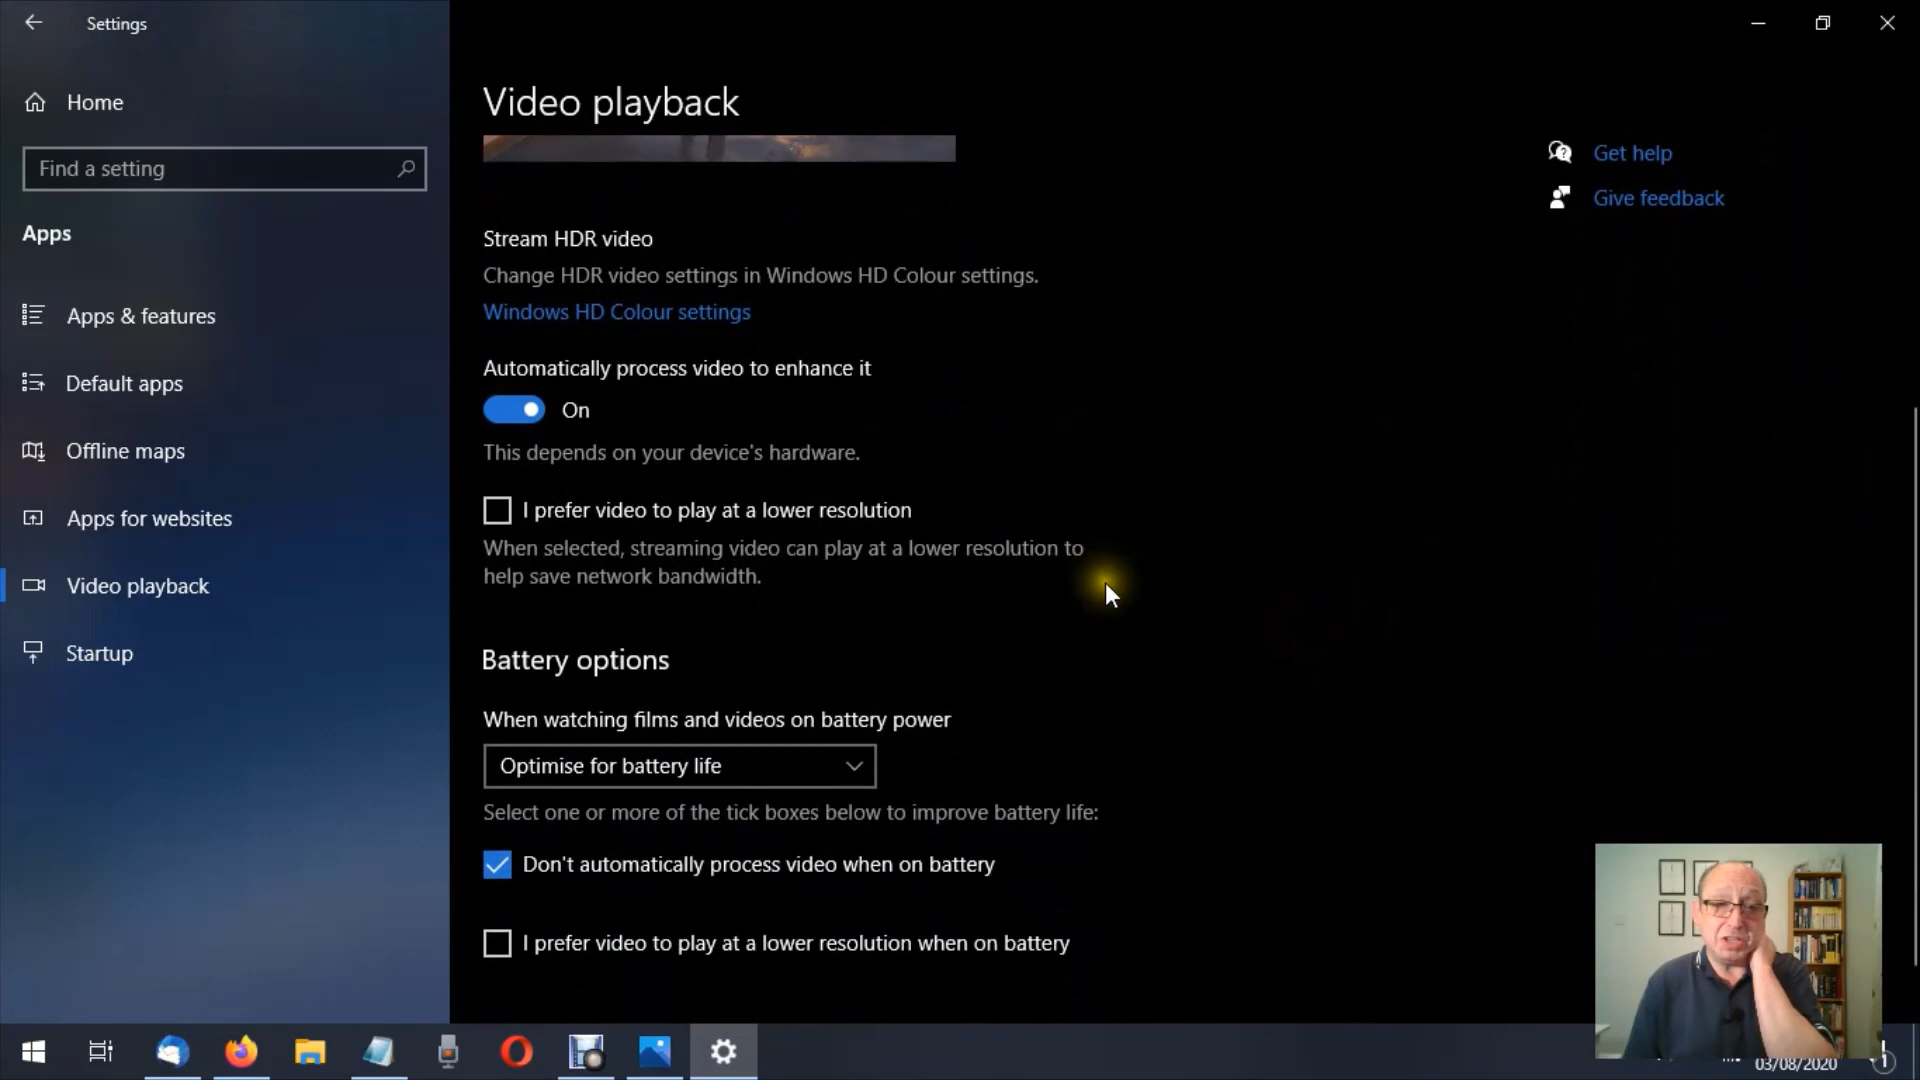 Settings
Home
Find a setting
Apps
Apps & features
Default apps
Offline maps
Apps for websites
Video playback
Startup
Video playback
Get help
Give feedback
Stream HDR video
Change HDR video settings in Windows HD Colour settings.
Windows HD Colour settings
Automatically process video to enhance it
On
This depends on your device's hardware.
I prefer video to play at a lower resolution
When selected, streaming video can play at a lower resolution to
help save network bandwidth.
Battery options
When watching films and videos on battery power
Optimise for battery life
Select one or more of the tick boxes below to improve battery life:
Don't automatically process video when on battery
I prefer video to play at a lower resolution when on battery
03/08/2020
1